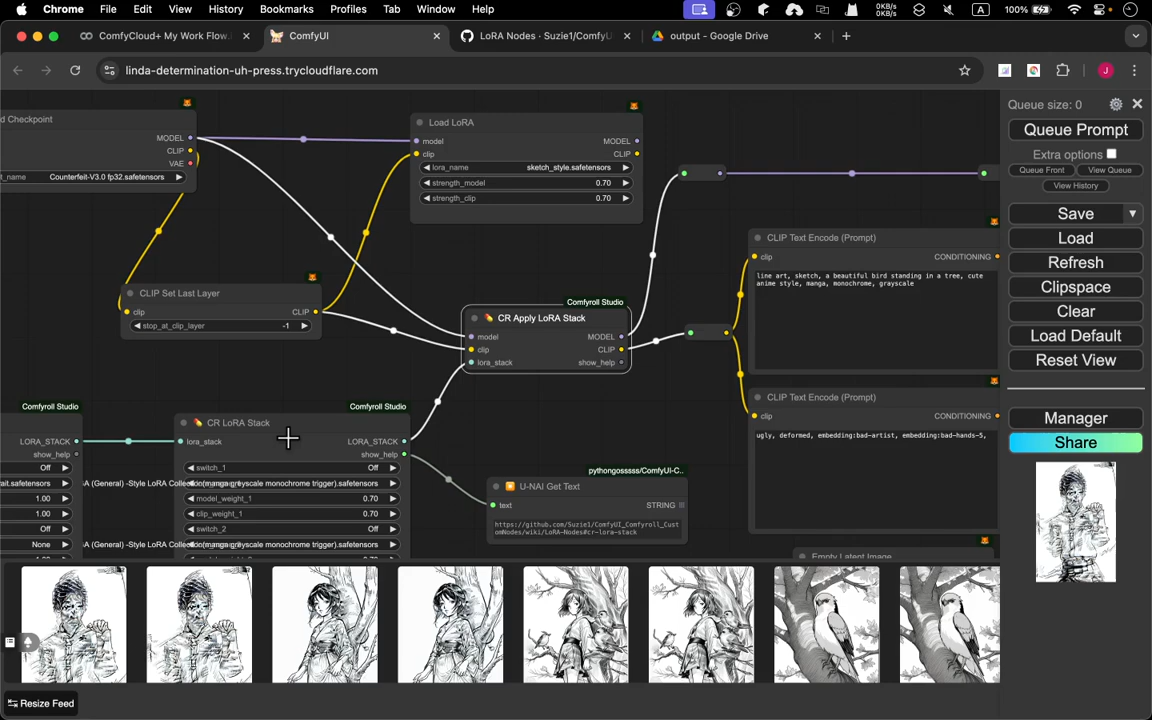 Chrome File Edit View History Bookmarks Profiles Tab Window Help
0KB/s
0KB/s
A 100%
ComfyCloud+ My Work Flow.
ComfyUI
LoRA Nodes · Suzie1/ComfyU
output - Google Drive
linda-determination-uh-press.trycloudflare.com
J
d Checkpoint
MODEL
CLIP
VAE
t_name Counterfeit-V3.0 fp32.safetensors
Load LoRA
model MODEL
clip CLIP
lora_name sketch_style.safetensors
strength_model 0.70
strength_clip 0.70
CLIP Set Last Layer
clip CLIP
stop_at_clip_layer -1
Comfyroll Studio
CR Apply LoRA Stack
model MODEL
clip CLIP
lora_stack show_help
CLIP Text Encode (Prompt)
clip CONDITIONING
line art, sketch, a beautiful bird standing in a tree, cute
anime style, manga, monochrome, grayscale
CLIP Text Encode (Prompt)
clip CONDITIONING
ugly, deformed, embedding:bad-artist, embedding:bad-hands-5,
Empty Latent Image
Comfyroll Studio
LORA_STACK
show_help
Off
ait.safetensors
1.00
1.00
Off
None
Comfyroll Studio
CR LoRA Stack
lora_stack LORA_STACK
show_help
switch_1 Off
model_weight_1 0.70
clip_weight_1 0.70
switch_2 Off
pythongosssss/ComfyUI-C..
U-NAI Get Text
text STRING
https://github.com/Suzie1/ComfyUI_Comfyroll_Cust
omNodes/wiki/LoRA-Nodes#cr-lora-stack
Queue size: 0
Queue Prompt
Extra options
Queue Front View Queue
View History
Save
Load
Refresh
Clipspace
Clear
Load Default
Reset View
Manager
Share
Resize Feed